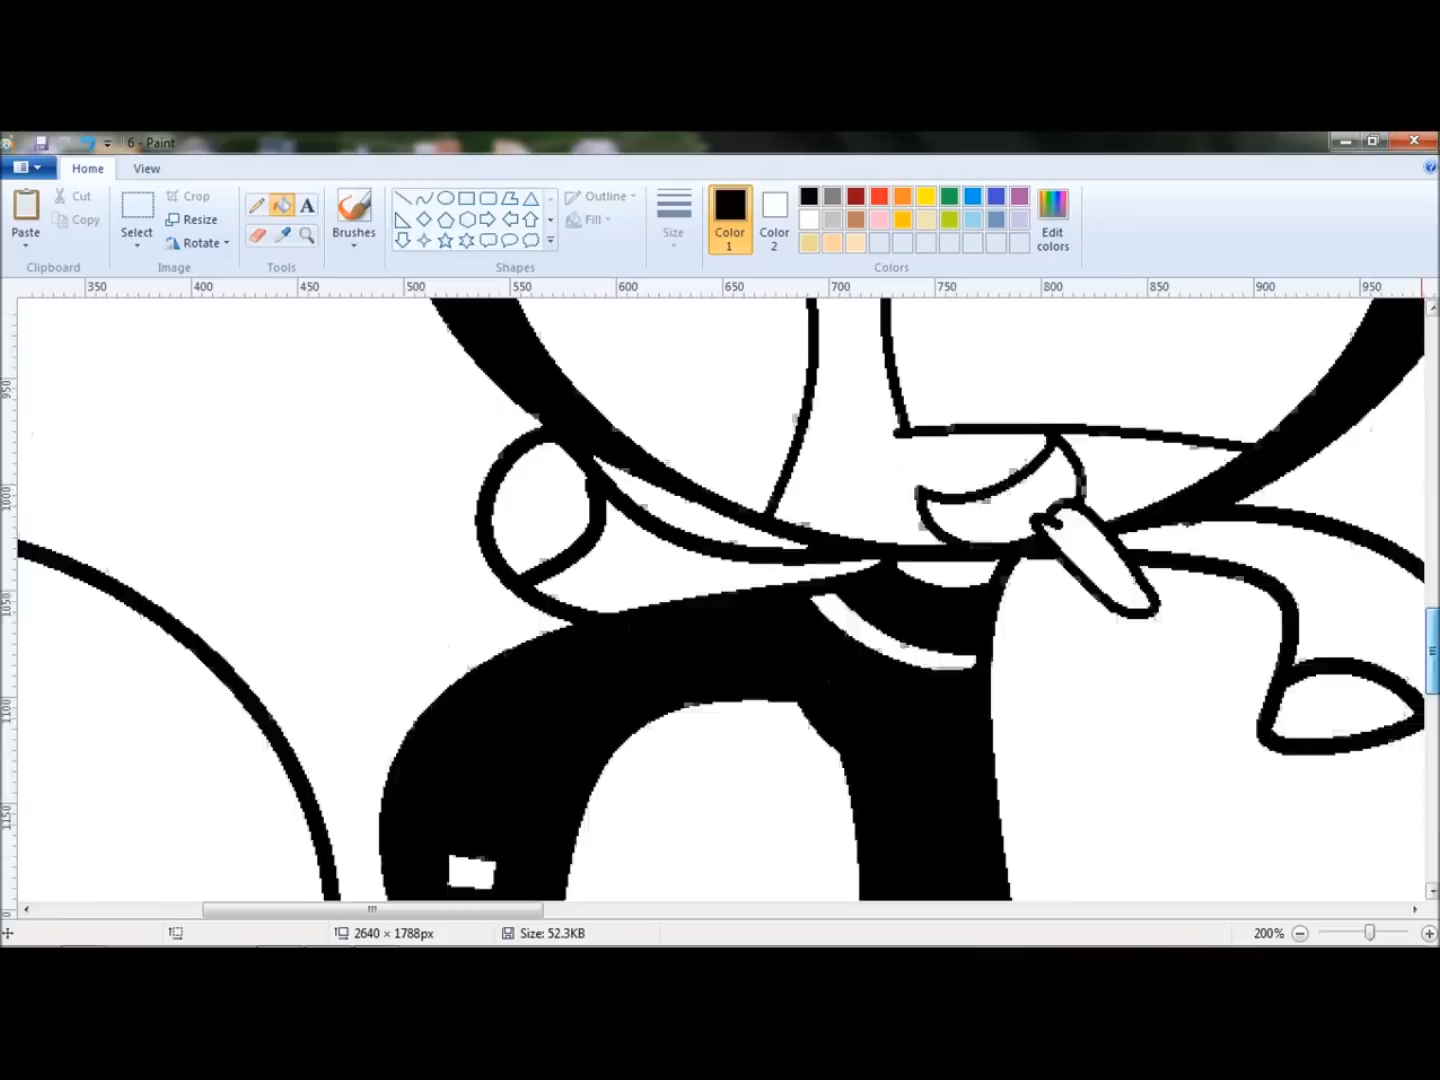 6 - Paint
Home View
Paste
Cut
Copy
Clipboard
Select
Crop
Resize
Rotate
Image
A
Tools
Brushes
Outline
Fill
Shapes
Size
Color 1
Color 2
Edit colors
Colors
350 400 450 500 550 600 650 700 750 800 850 900 950
950
1000
1050
1100
1150
2640 × 1788px
Size: 52.3KB
200%